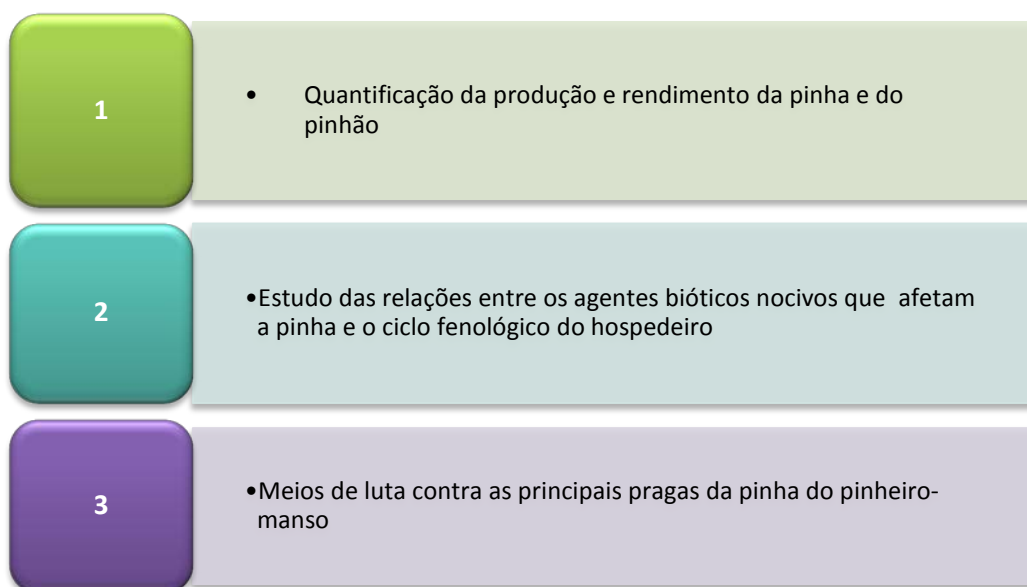 1
• Quantificação da produção e rendimento da pinha e do
pinhão
2
•Estudo das relações entre os agentes bióticos nocivos que afetam
a pinha e o ciclo fenológico do hospedeiro
3
•Meios de luta contra as principais pragas da pinha do pinheiro-
manso